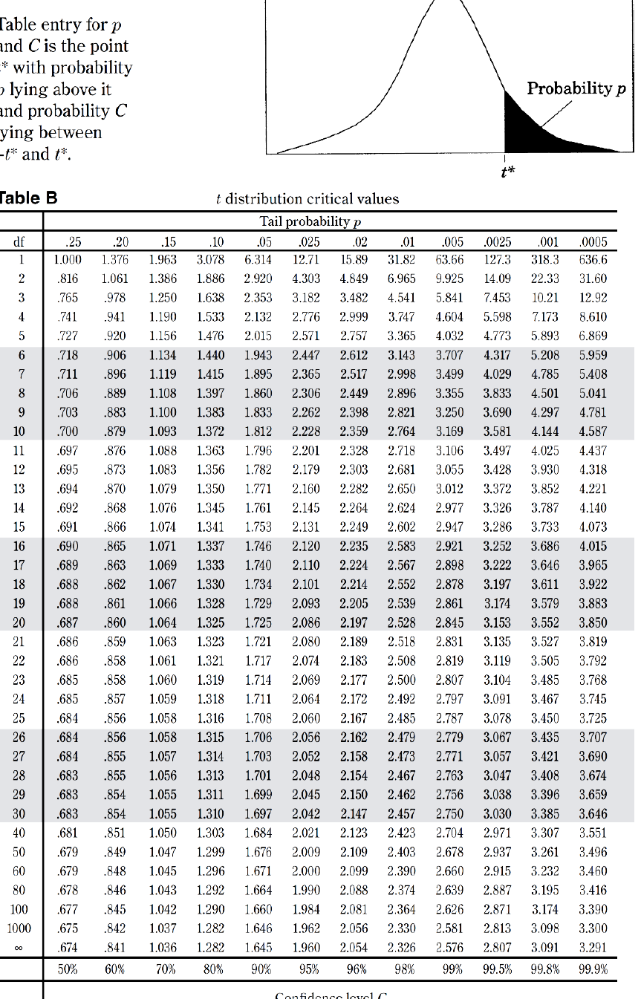 Table entry for p
and C is the point
t* with probability
p lying above it
and probability C
lying between
-t* and t*.
Probability p
t*
Table B t distribution critical values
Tail probability p
df .25 .20 .15 .10 .05 .025 .02 .01 .005 .0025 .001 .0005
1 1.000 1.376 1.963 3.078 6.314 12.71 15.89 31.82 63.66 127.3 318.3 636.6
2 .816 1.061 1.386 1.886 2.920 4.303 4.849 6.965 9.925 14.09 22.33 31.60
3 .765 .978 1.250 1.638 2.353 3.182 3.482 4.541 5.841 7.453 10.21 12.92
4 .741 .941 1.190 1.533 2.132 2.776 2.999 3.747 4.604 5.598 7.173 8.610
5 .727 .920 1.156 1.476 2.015 2.571 2.757 3.365 4.032 4.773 5.893 6.869
6 .718 .906 1.134 1.440 1.943 2.447 2.612 3.143 3.707 4.317 5.208 5.959
7 .711 .896 1.119 1.415 1.895 2.365 2.517 2.998 3.499 4.029 4.785 5.408
8 .706 .889 1.108 1.397 1.860 2.306 2.449 2.896 3.355 3.833 4.501 5.041
9 .703 .883 1.100 1.383 1.833 2.262 2.398 2.821 3.250 3.690 4.297 4.781
10 .700 .879 1.093 1.372 1.812 2.228 2.359 2.764 3.169 3.581 4.144 4.587
11 .697 .876 1.088 1.363 1.796 2.201 2.328 2.718 3.106 3.497 4.025 4.437
12 .695 .873 1.083 1.356 1.782 2.179 2.303 2.681 3.055 3.428 3.930 4.318
13 .694 .870 1.079 1.350 1.771 2.160 2.282 2.650 3.012 3.372 3.852 4.221
14 .692 .868 1.076 1.345 1.761 2.145 2.264 2.624 2.977 3.326 3.787 4.140
15 .691 .866 1.074 1.341 1.753 2.131 2.249 2.602 2.947 3.286 3.733 4.073
16 .690 .865 1.071 1.337 1.746 2.120 2.235 2.583 2.921 3.252 3.686 4.015
17 .689 .863 1.069 1.333 1.740 2.110 2.224 2.567 2.898 3.222 3.646 3.965
18 .688 .862 1.067 1.330 1.734 2.101 2.214 2.552 2.878 3.197 3.611 3.922
19 .688 .861 1.066 1.328 1.729 2.093 2.205 2.539 2.861 3.174 3.579 3.883
20 .687 .860 1.064 1.325 1.725 2.086 2.197 2.528 2.845 3.153 3.552 3.850
21 .686 .859 1.063 1.323 1.721 2.080 2.189 2.518 2.831 3.135 3.527 3.819
22 .686 .858 1.061 1.321 1.717 2.074 2.183 2.508 2.819 3.119 3.505 3.792
23 .685 .858 1.060 1.319 1.714 2.069 2.177 2.500 2.807 3.104 3.485 3.768
24 .685 .857 1.059 1.318 1.711 2.064 2.172 2.492 2.797 3.091 3.467 3.745
25 .684 .856 1.058 1.316 1.708 2.060 2.167 2.485 2.787 3.078 3.450 3.725
26 .684 .856 1.058 1.315 1.706 2.056 2.162 2.479 2.779 3.067 3.435 3.707
27 .684 .855 1.057 1.314 1.703 2.052 2.158 2.473 2.771 3.057 3.421 3.690
28 .683 .855 1.056 1.313 1.701 2.048 2.154 2.467 2.763 3.047 3.408 3.674
29 .683 .854 1.055 1.311 1.699 2.045 2.150 2.462 2.756 3.038 3.396 3.659
30 .683 .854 1.055 1.310 1.697 2.042 2.147 2.457 2.750 3.030 3.385 3.646
40 .681 .851 1.050 1.303 1.684 2.021 2.123 2.423 2.704 2.971 3.307 3.551
50 .679 .849 1.047 1.299 1.676 2.009 2.109 2.403 2.678 2.937 3.261 3.496
60 .679 .848 1.045 1.296 1.671 2.000 2.099 2.390 2.660 2.915 3.232 3.460
80 .678 .846 1.043 1.292 1.664 1.990 2.088 2.374 2.639 2.887 3.195 3.416
100 .677 .845 1.042 1.290 1.660 1.984 2.081 2.364 2.626 2.871 3.174 3.390
1000 .675 .842 1.037 1.282 1.646 1.962 2.056 2.330 2.581 2.813 3.098 3.300
∞ .674 .841 1.036 1.282 1.645 1.960 2.054 2.326 2.576 2.807 3.091 3.291
50% 60% 70% 80% 90% 95% 96% 98% 99% 99.5% 99.8% 99.9%
Confidence level C